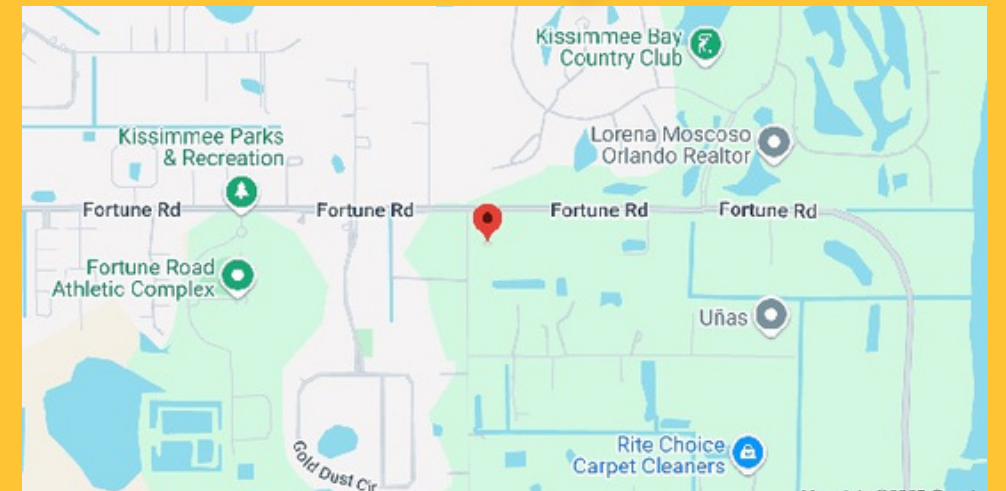 Kissimmee Bay
Country Club
Kissimmee Parks
& Recreation
Lorena Moscoso
Orlando Realtor
Fortune Rd
Fortune Rd
Fortune Rd
Fortune Rd
Fortune Road
Athletic Complex
Uñas
Gold Dust Cir
Rite Choice
Carpet Cleaners